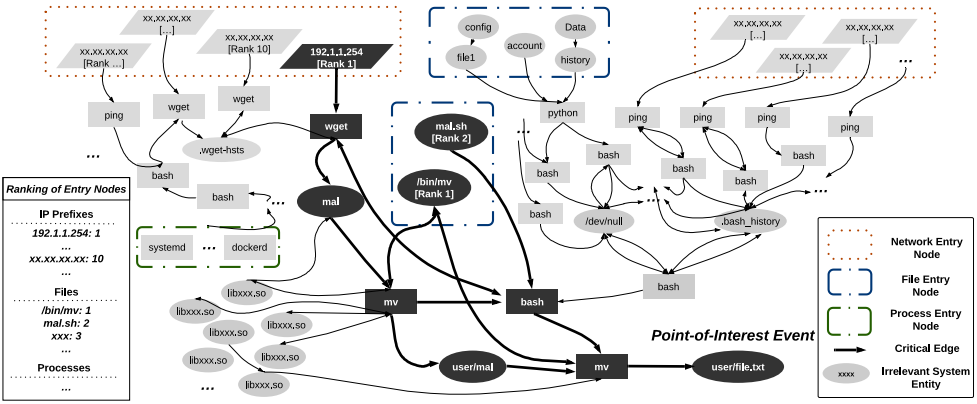 xx.xx.xx.xx
[...]
xx.xx.xx.xx
[Rank ...]
xx.xx.xx.xx
[Rank 10]
192.1.1.254
[Rank 1]
config
file1
account
Data
history
xx.xx.xx.xx
[...]
xx.xx.xx.xx
[...]
xx.xx.xx.xx
[...]
...
ping
wget
wget
.wget-hsts
...
bash
bash
...
systemd
...
dockerd
wget
mal
mal.sh
[Rank 2]
/bin/mv
[Rank 1]
python
...
bash
bash
bash
/dev/null
ping
ping
ping
ping
bash
bash
bash
...
...
.bash_history
bash
Ranking of Entry Nodes
IP Prefixes
192.1.1.254: 1
...
xx.xx.xx.xx: 10
...
Files
/bin/mv: 1
mal.sh: 2
xxx: 3
...
Processes
...
libxxx.so
libxxx.so
libxxx.so
libxxx.so
libxxx.so
libxxx.so
libxxx.so
...
mv
bash
user/mal
mv
user/file.txt
Point-of-Interest Event
Network Entry
Node
File Entry
Node
Process Entry
Node
Critical Edge
xxxx
Irrelevant System
Entity